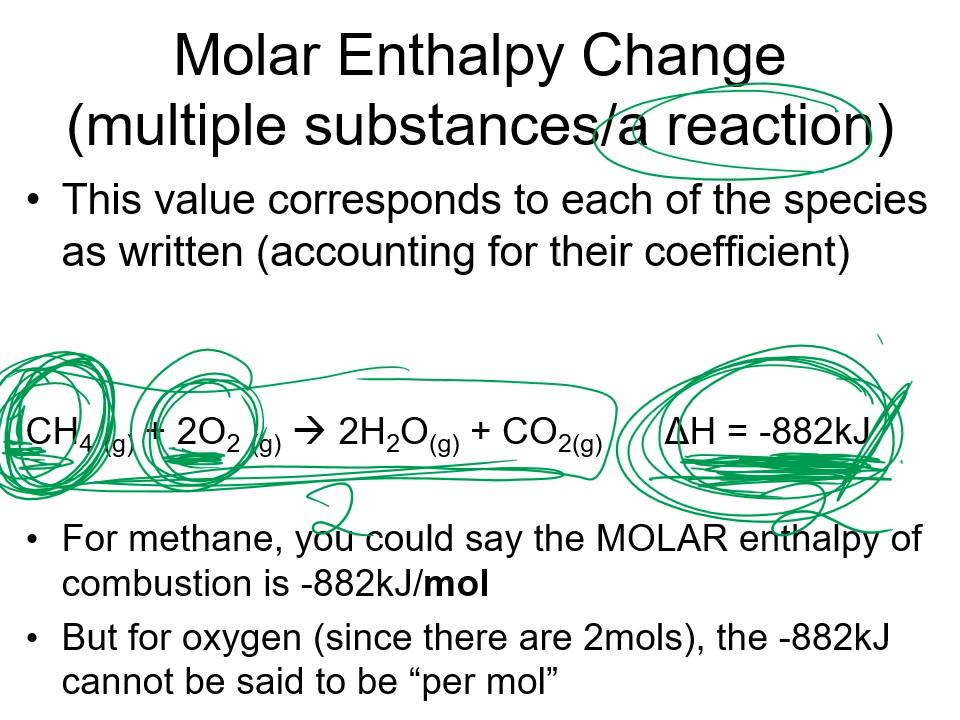 Molar Enthalpy Change
(multiple substances/a reaction)
• This value corresponds to each of the species
as written (accounting for their coefficient)
CH₄ (g) + 2O₂ (g) → 2H₂O(g) + CO₂(g) ΔH = -882kJ
2 2
• For methane, you could say the MOLAR enthalpy of
combustion is -882kJ/mol
• But for oxygen (since there are 2mols), the -882kJ
cannot be said to be “per mol”